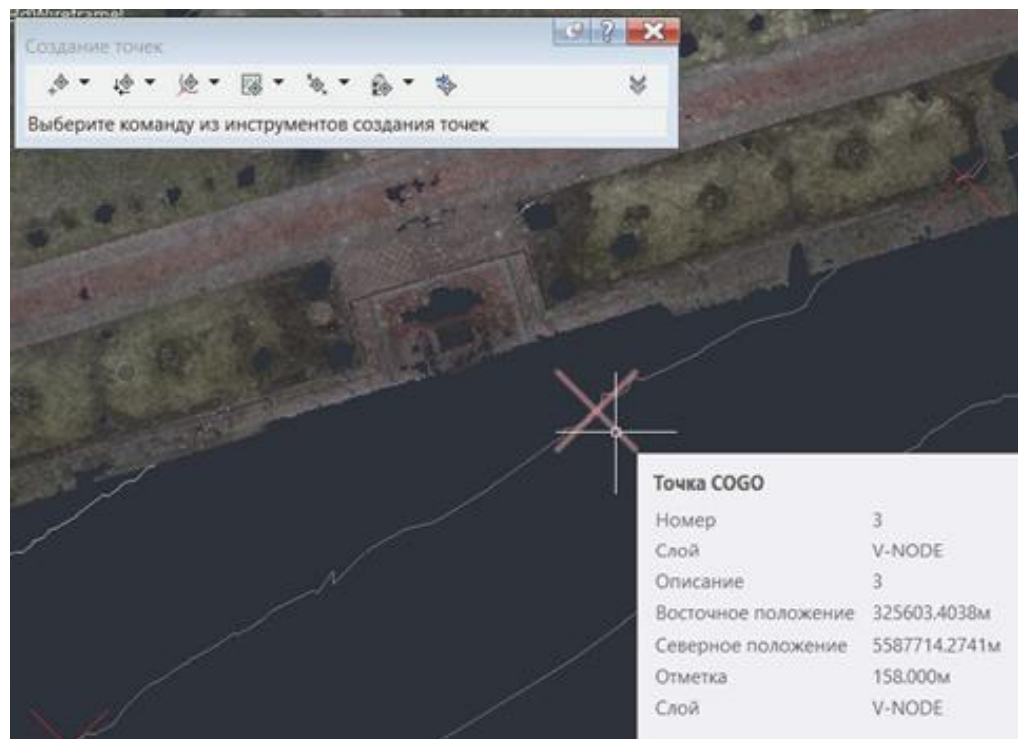 Создание точек
Выберите команду из инструментов создания точек
Точка COGO
Номер 3
Слой V-NODE
Описание 3
Восточное положение 325603.4038м
Северное положение 5587714.2741м
Отметка 158.000м
Слой V-NODE